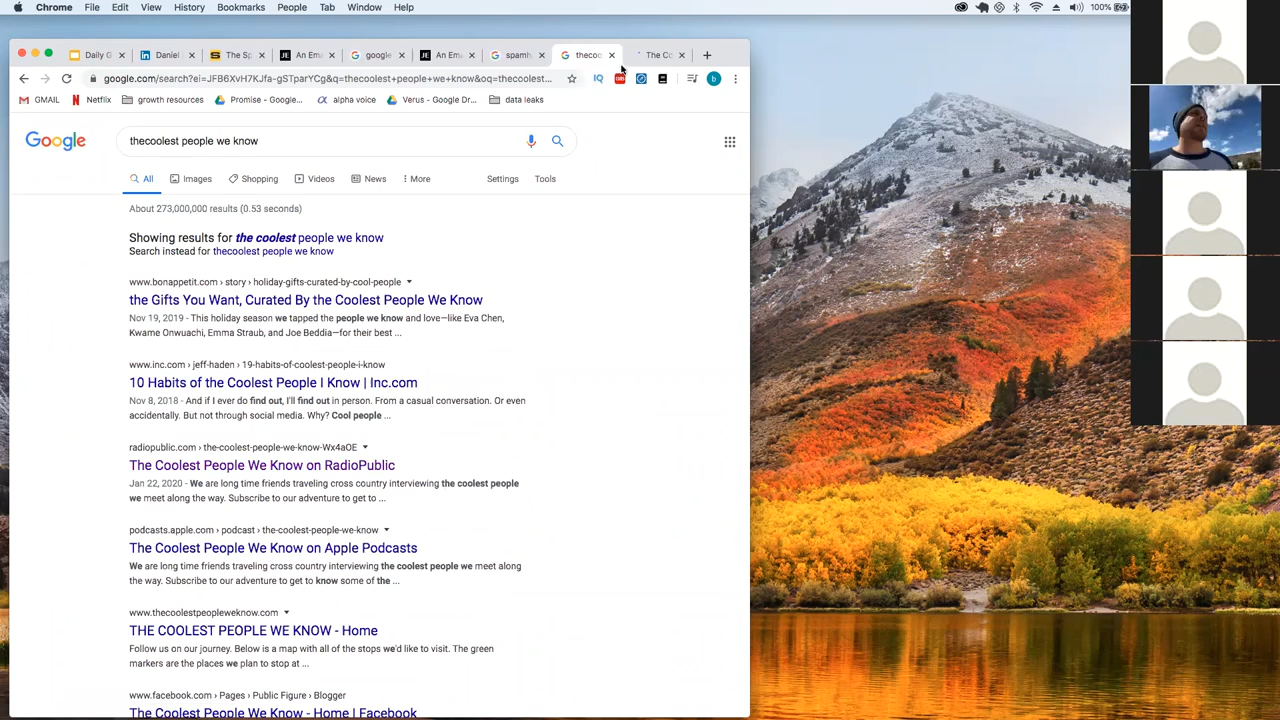 Chrome File Edit View History Bookmarks People Tab Window Help 100%
Daily G Daniel The Sp An Ema google An Ema spamh thecoo The Co
google.com/search?ei=JFB6XvH7KJfa-gSTparYCg&q=thecoolest+people+we+know&oq=thecoolest...
GMAIL Netflix growth resources Promise - Google... alpha voice Verus - Google Dr... data leaks
Google
thecoolest people we know
All Images Shopping Videos News More Settings Tools
About 273,000,000 results (0.53 seconds)
Showing results for the coolest people we know
Search instead for thecoolest people we know
www.bonappetit.com › story › holiday-gifts-curated-by-cool-people
the Gifts You Want, Curated By the Coolest People We Know
Nov 19, 2019 - This holiday season we tapped the people we know and love—like Eva Chen,
Kwame Onwuachi, Emma Straub, and Joe Beddia—for their best ...
www.inc.com › jeff-haden › 19-habits-of-coolest-people-i-know
10 Habits of the Coolest People I Know | Inc.com
Nov 8, 2018 - And if I ever do find out, I'll find out in person. From a casual conversation. Or even
accidentally. But not through social media. Why? Cool people ...
radiopublic.com › the-coolest-people-we-know-Wx4aOE
The Coolest People We Know on RadioPublic
Jan 22, 2020 - We are long time friends traveling cross country interviewing the coolest people
we meet along the way. Subscribe to our adventure to get to ...
podcasts.apple.com › podcast › the-coolest-people-we-know
The Coolest People We Know on Apple Podcasts
We are long time friends traveling cross country interviewing the coolest people we meet along
the way. Subscribe to our adventure to get to know some of the ...
www.thecoolestpeopleweknow.com
THE COOLEST PEOPLE WE KNOW - Home
Follow us on our journey. Below is a map with all of the stops we'd like to visit. The green
markers are the places we plan to stop at ...
www.facebook.com › Pages › Public Figure › Blogger
The Coolest People We Know - Home | Facebook